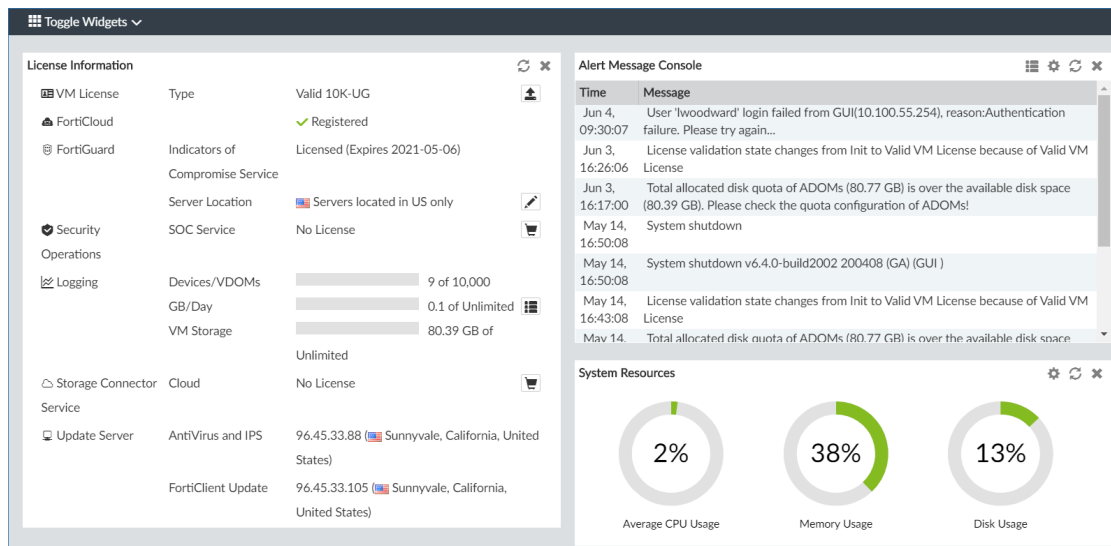 Toggle Widgets
License Information
VM License Type Valid 10K-UG
FortiCloud Registered
FortiGuard Indicators of Licensed (Expires 2021-05-06)
Compromise Service
Server Location Servers located in US only
Security SOC Service No License
Operations
Logging Devices/VDOMs 9 of 10,000
GB/Day 0.1 of Unlimited
VM Storage 80.39 GB of
Unlimited
Storage Connector Cloud No License
Service
Update Server AntiVirus and IPS 96.45.33.88 (Sunnyvale, California, United
States)
FortiClient Update 96.45.33.105 (Sunnyvale, California,
United States)
Alert Message Console
Time Message
Jun 4, User 'lwoodward' login failed from GUI(10.100.55.254), reason:Authentication
09:30:07 failure. Please try again...
Jun 3, License validation state changes from Init to Valid VM License because of Valid VM
16:26:06 License
Jun 3, Total allocated disk quota of ADOMs (80.77 GB) is over the available disk space
16:17:00 (80.39 GB). Please check the quota configuration of ADOMs!
May 14, System shutdown
16:50:08
May 14, System shutdown v6.4.0-build2002 200408 (GA) (GUI )
16:50:08
May 14, License validation state changes from Init to Valid VM License because of Valid VM
16:43:08 License
May 14, Total allocated disk quota of ADOMs (80.77 GB) is over the available disk space
System Resources
2% 38% 13%
Average CPU Usage Memory Usage Disk Usage